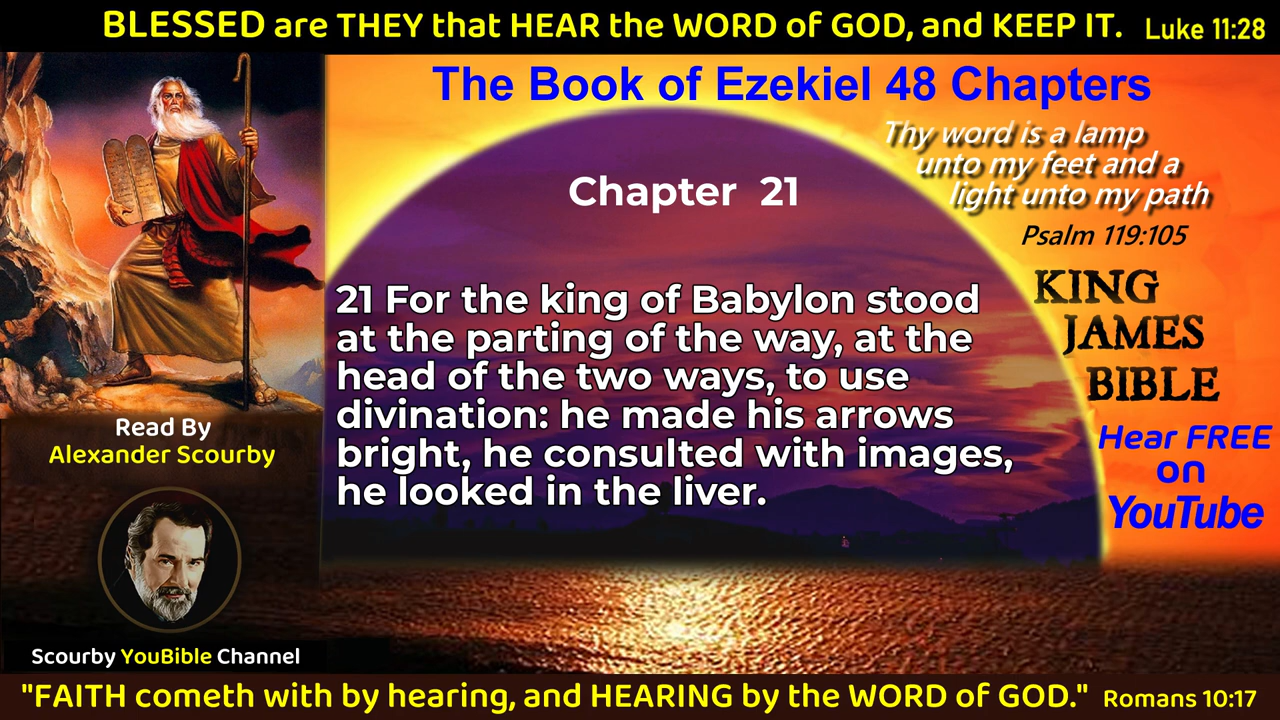 BLESSED are THEY that HEAR the WORD of GOD, and KEEP IT. Luke 11:28
The Book of Ezekiel 48 Chapters
Thy word is a lamp
unto my feet and a
light unto my path
Psalm 119:105
Chapter 21
21 For the king of Babylon stood
at the parting of the way, at the
head of the two ways, to use
divination: he made his arrows
bright, he consulted with images,
he looked in the liver.
KING
JAMES
BIBLE
Hear FREE
on
YouTube
Read By
Alexander Scourby
Scourby YouBible Channel
"FAITH cometh with by hearing, and HEARING by the WORD of GOD." Romans 10:17